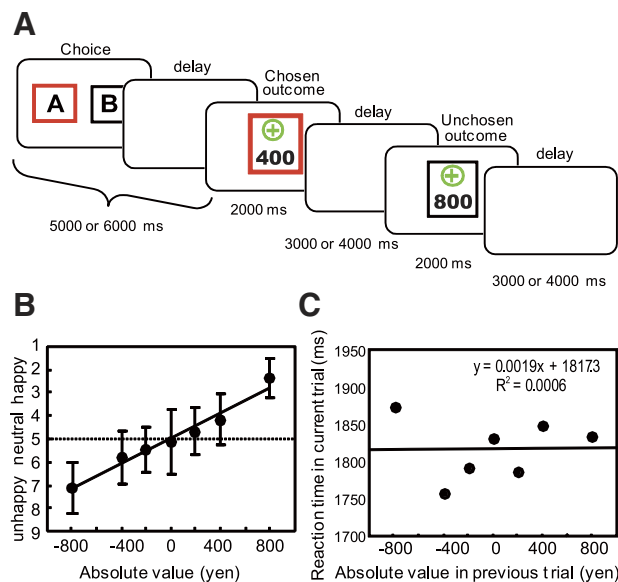 A
Choice
delay
Chosen
outcome
delay
Unchosen
outcome
delay
A
B
+
400
+
800
5000 or 6000 ms
2000 ms
3000 or 4000 ms
2000 ms
3000 or 4000 ms
B
unhappy neutral happy
1
2
3
4
5
6
7
8
9
-800
-400
0
400
800
Absolute value (yen)
C
Reaction time in current trial (ms)
1950
1900
1850
1800
1750
1700
y = 0.0019x + 1817.3
R² = 0.0006
-800
-400
0
400
800
Absolute value in previous trial (yen)